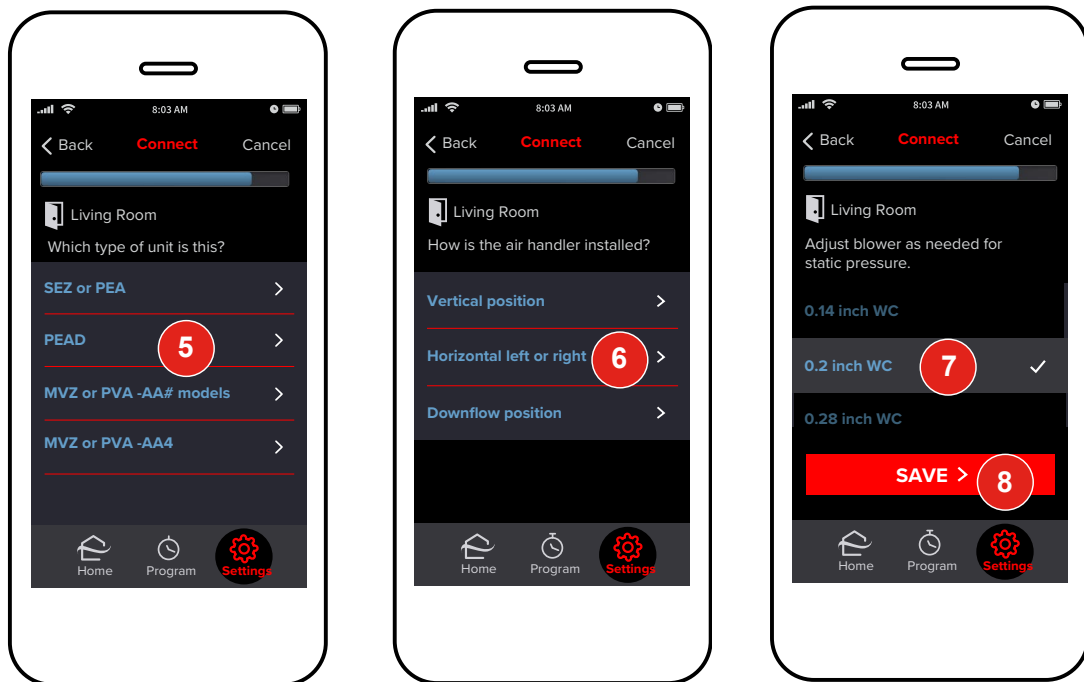 8:03 AM
Back Connect Cancel
Living Room
Which type of unit is this?
SEZ or PEA
PEAD
5
MVZ or PVA -AA# models
MVZ or PVA -AA4
Home Program Settings
8:03 AM
Back Connect Cancel
Living Room
How is the air handler installed?
Vertical position
Horizontal left or right
6
Downflow position
Home Program Settings
8:03 AM
Back Connect Cancel
Living Room
Adjust blower as needed for
static pressure.
0.14 inch WC
0.2 inch WC
7
0.28 inch WC
SAVE
8
Home Program Settings